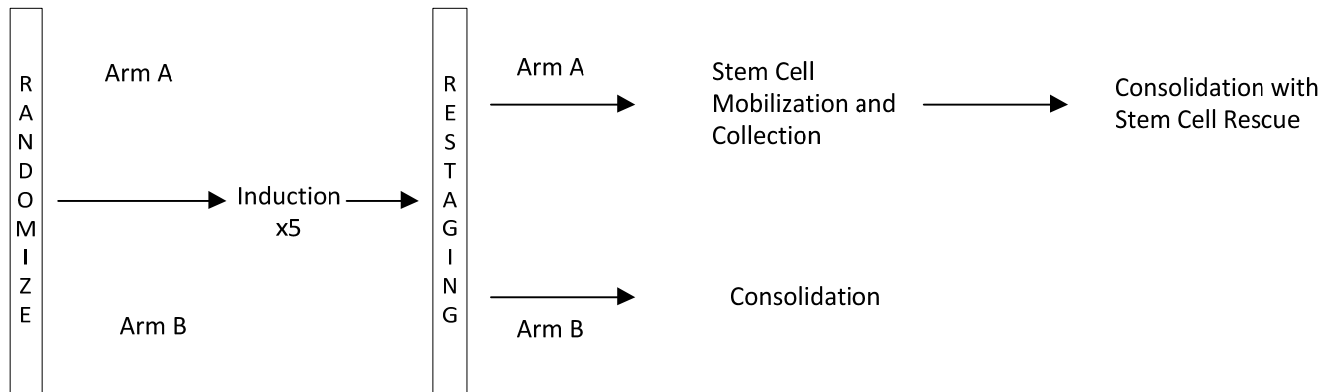 RANDOMIZE
Arm A
Induction
x5
Arm B
RESTAGING
Arm A
Stem Cell
Mobilization and
Collection
Consolidation with
Stem Cell Rescue
Consolidation
Arm B